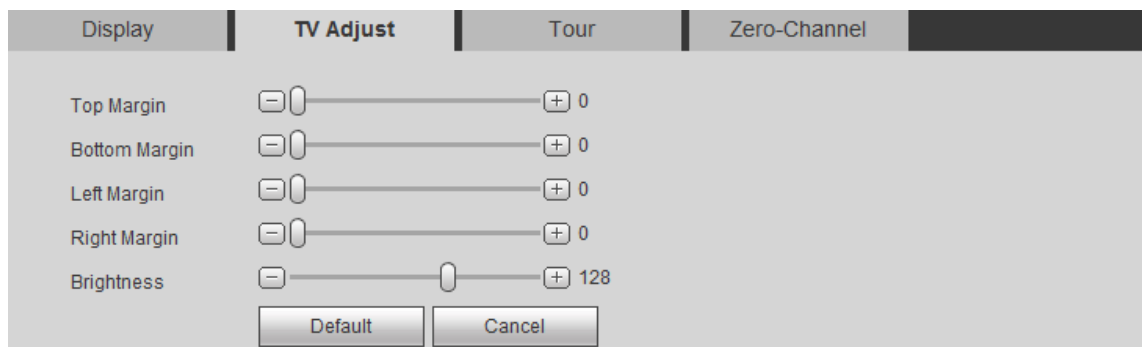 Display TV Adjust Tour Zero-Channel
Top Margin 0
Bottom Margin 0
Left Margin 0
Right Margin 0
Brightness 128
Default Cancel